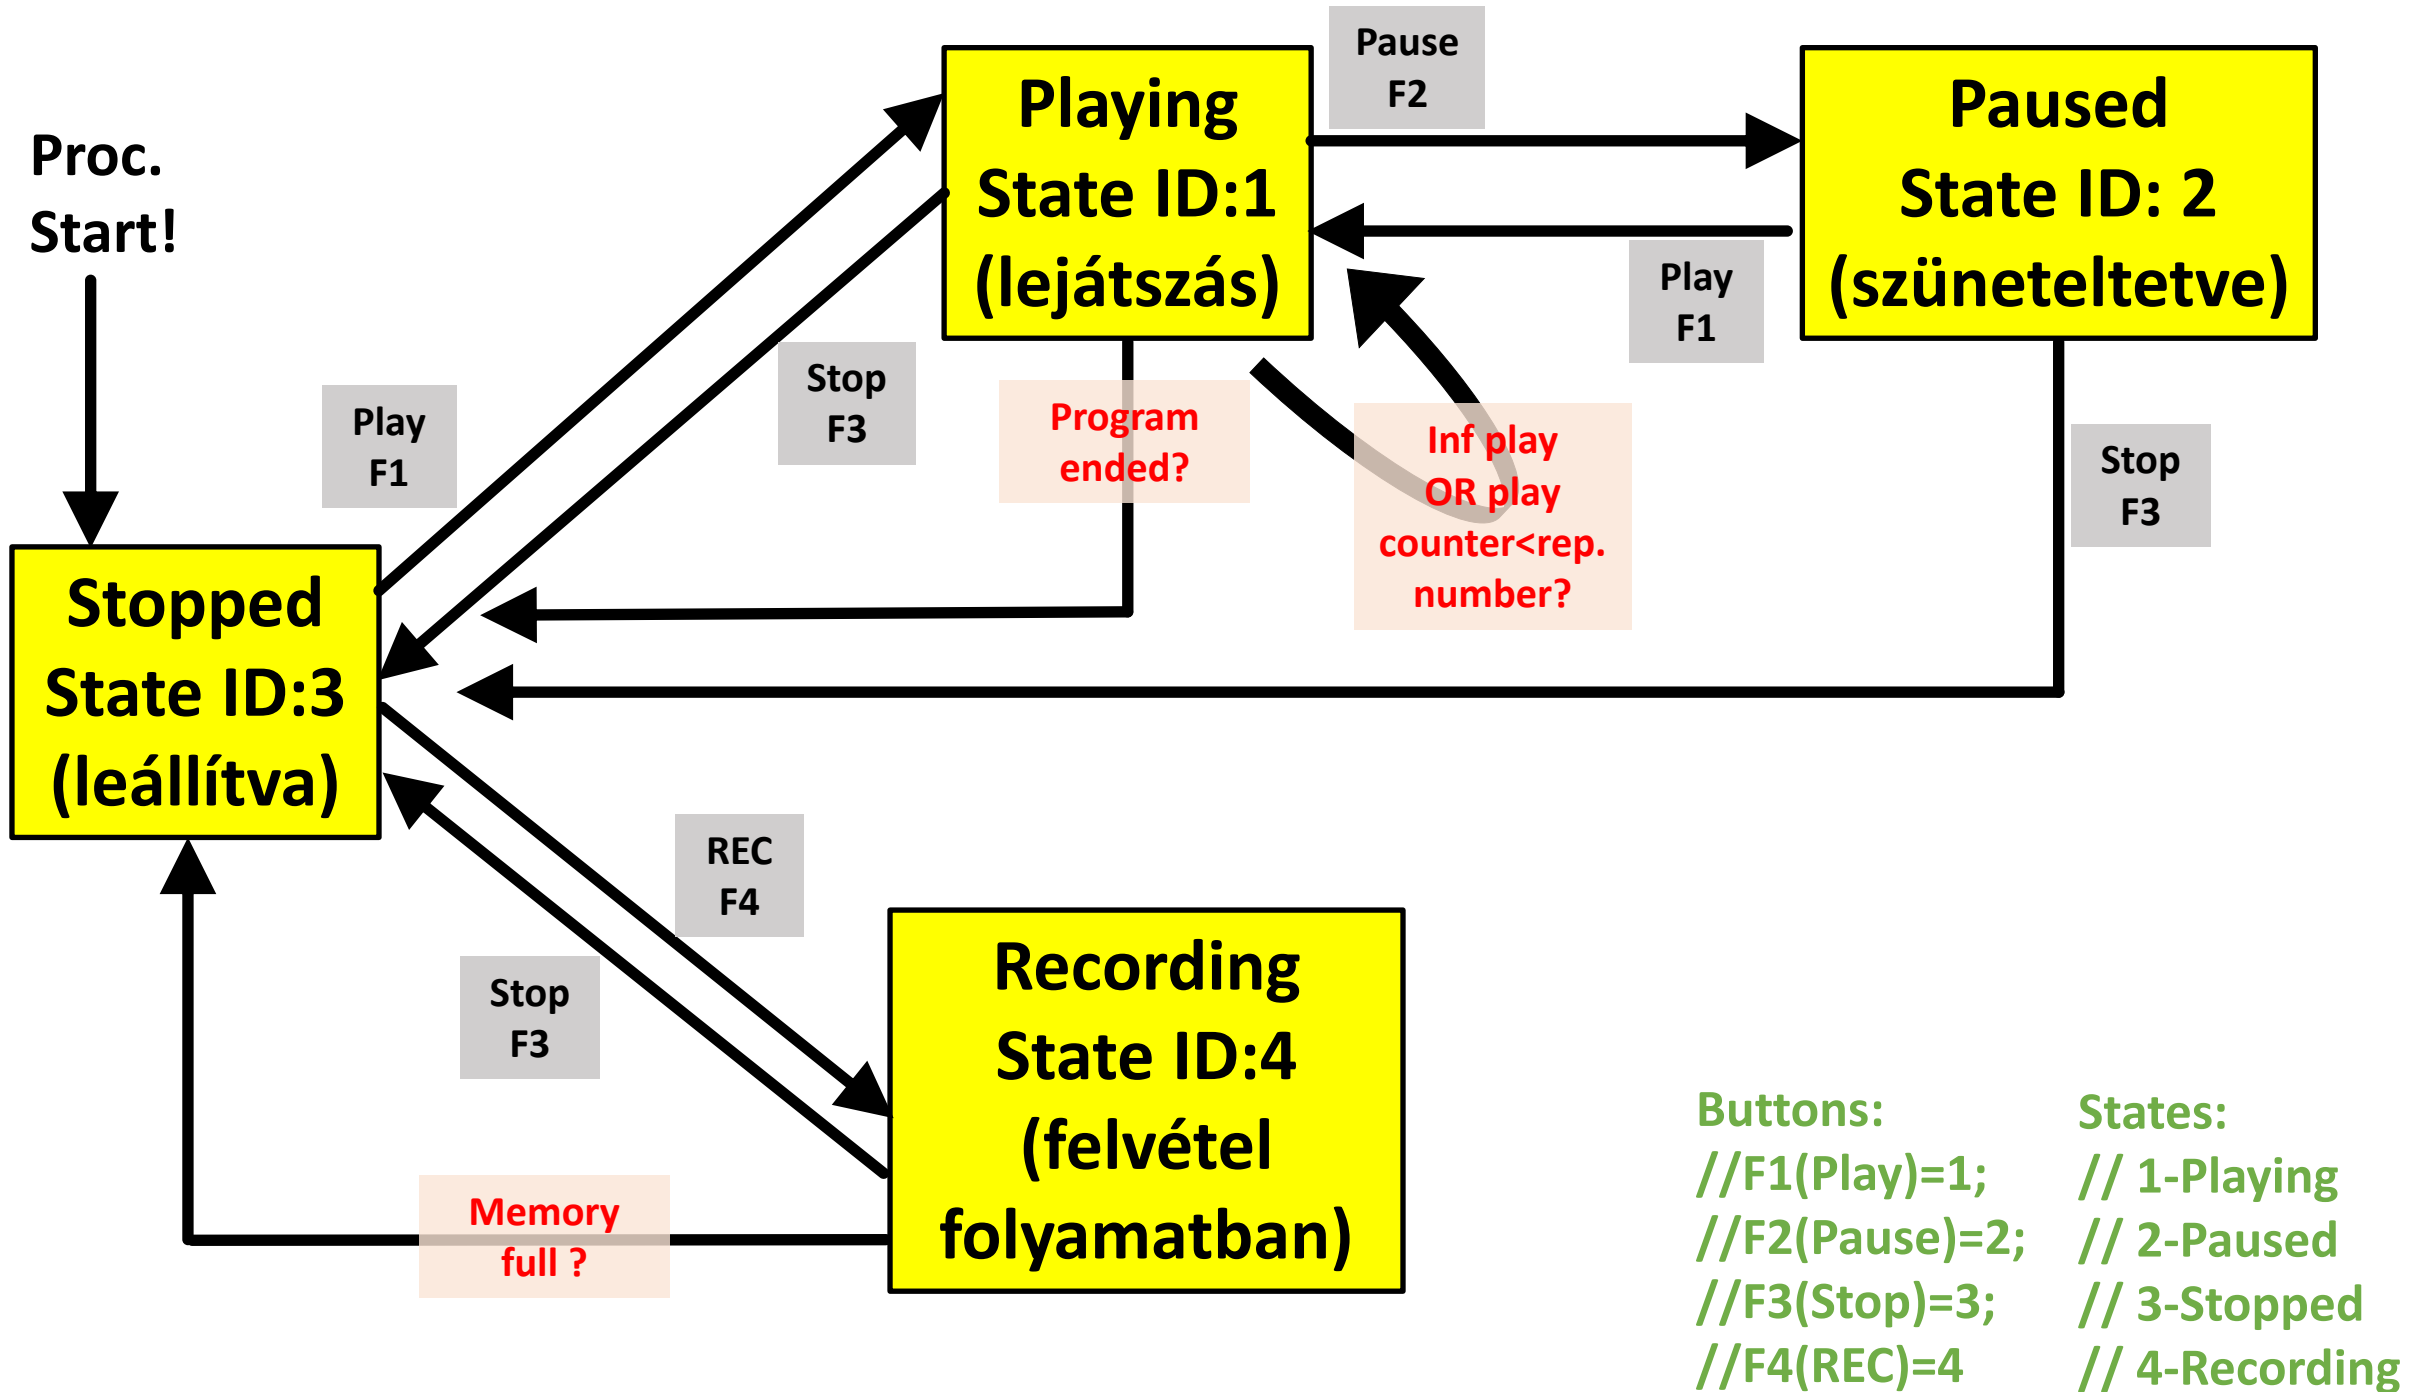 Proc.
Start!
Playing
State ID:1
(lejátszás)
Pause
F2
Paused
State ID: 2
(szüneteltetve)
Play
F1
Play
F1
Stop
F3
Program
ended?
Inf play
OR play
counter<rep.
number?
Stop
F3
Stopped
State ID:3
(leállítva)
REC
F4
Stop
F3
Recording
State ID:4
(felvétel
folyamatban)
Memory
full ?
Buttons:
//F1(Play)=1;
//F2(Pause)=2;
//F3(Stop)=3;
//F4(REC)=4
States:
// 1-Playing
// 2-Paused
// 3-Stopped
// 4-Recording